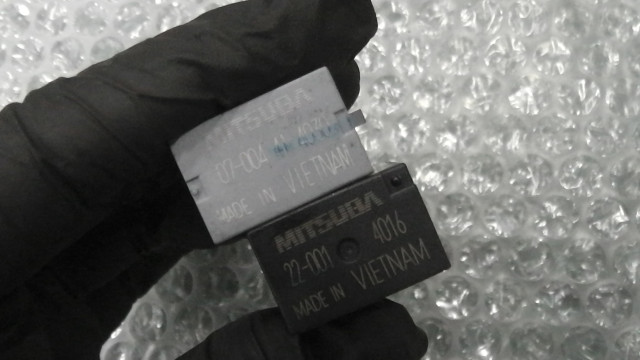 MITSUBA
07-004
MADE IN VIETNAM
MITSUBA
22-001 4016
MADE IN VIETNAM